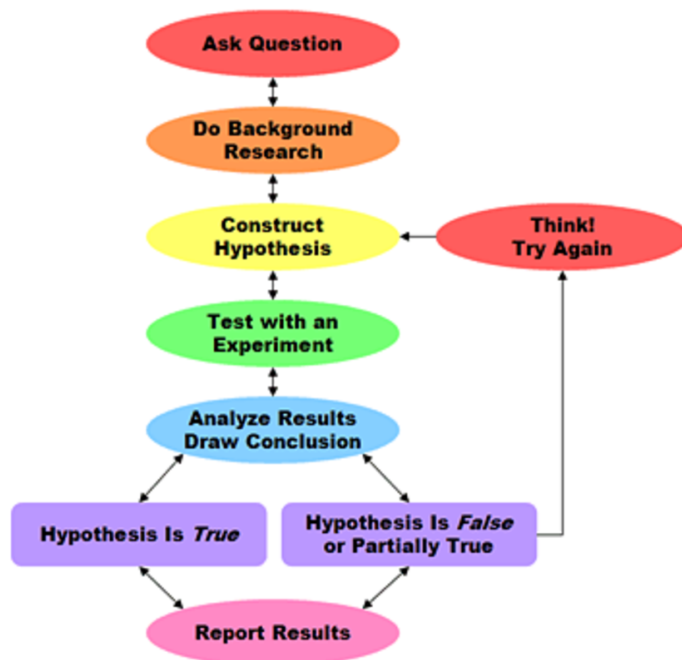 Ask Question
Do Background
Research
Construct
Hypothesis
Think!
Try Again
Test with an
Experiment
Analyze Results
Draw Conclusion
Hypothesis Is True
Hypothesis Is False
or Partially True
Report Results